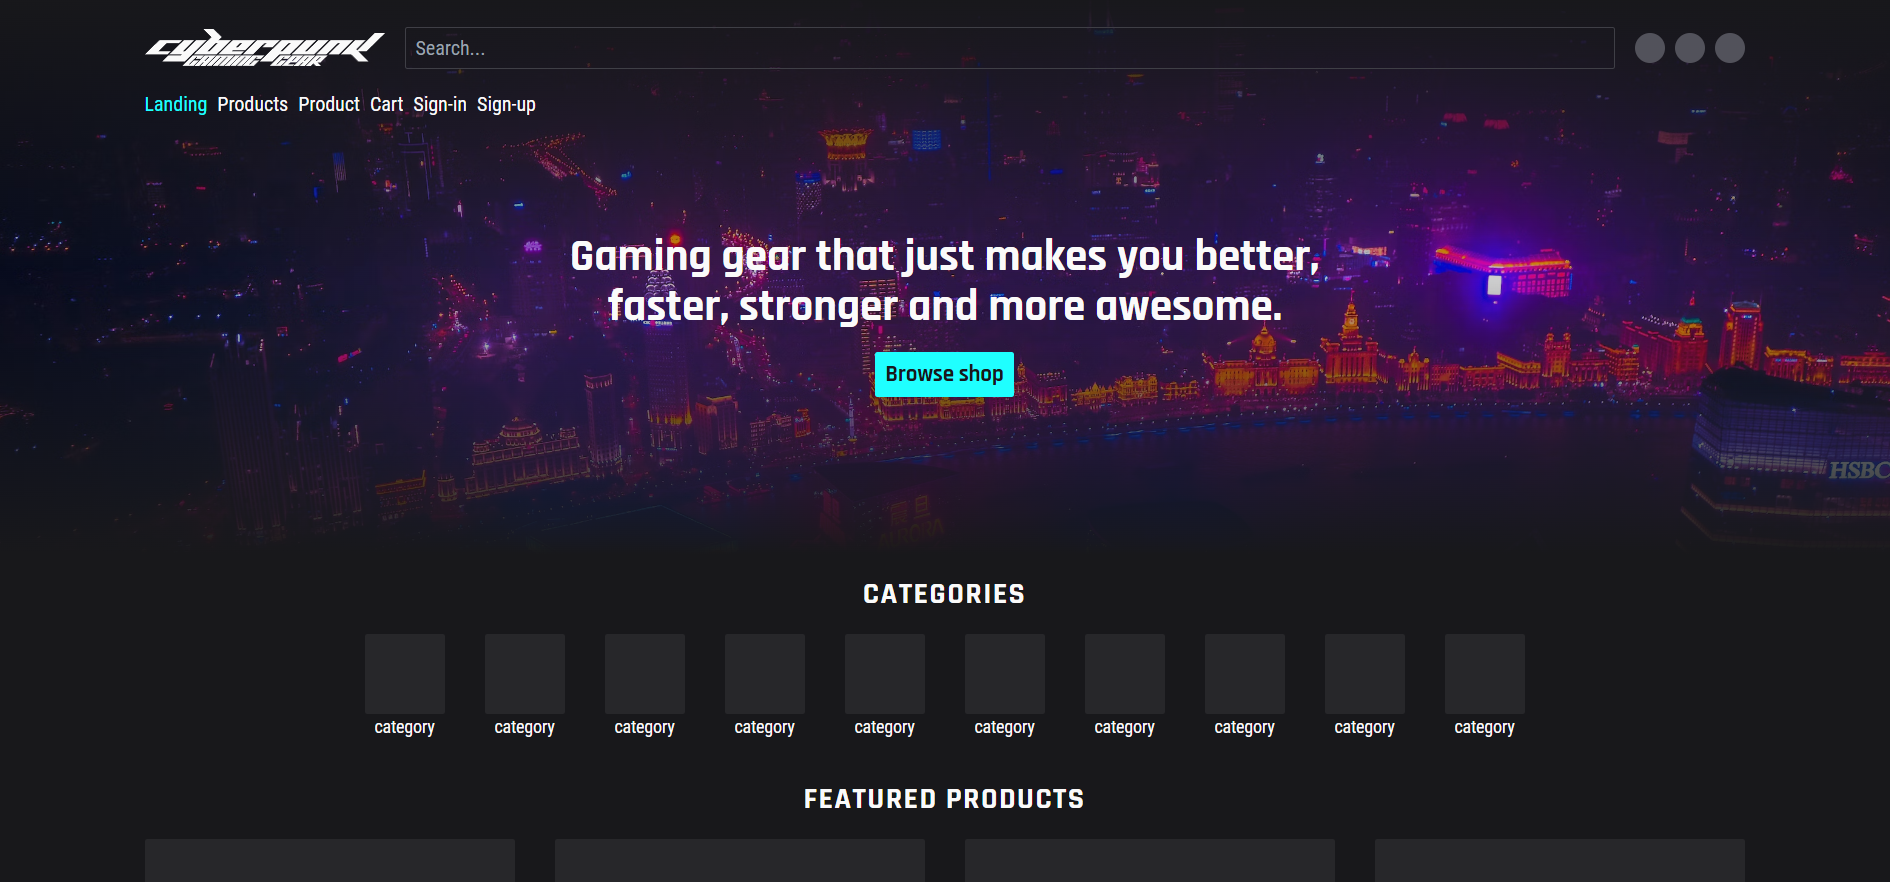 cyberpunk
GAMING GEAR
Search...
Landing Products Product Cart Sign-in Sign-up
Gaming gear that just makes you better,
faster, stronger and more awesome.
Browse shop
HSBC
CATEGORIES
category category category category category category category category category category
FEATURED PRODUCTS